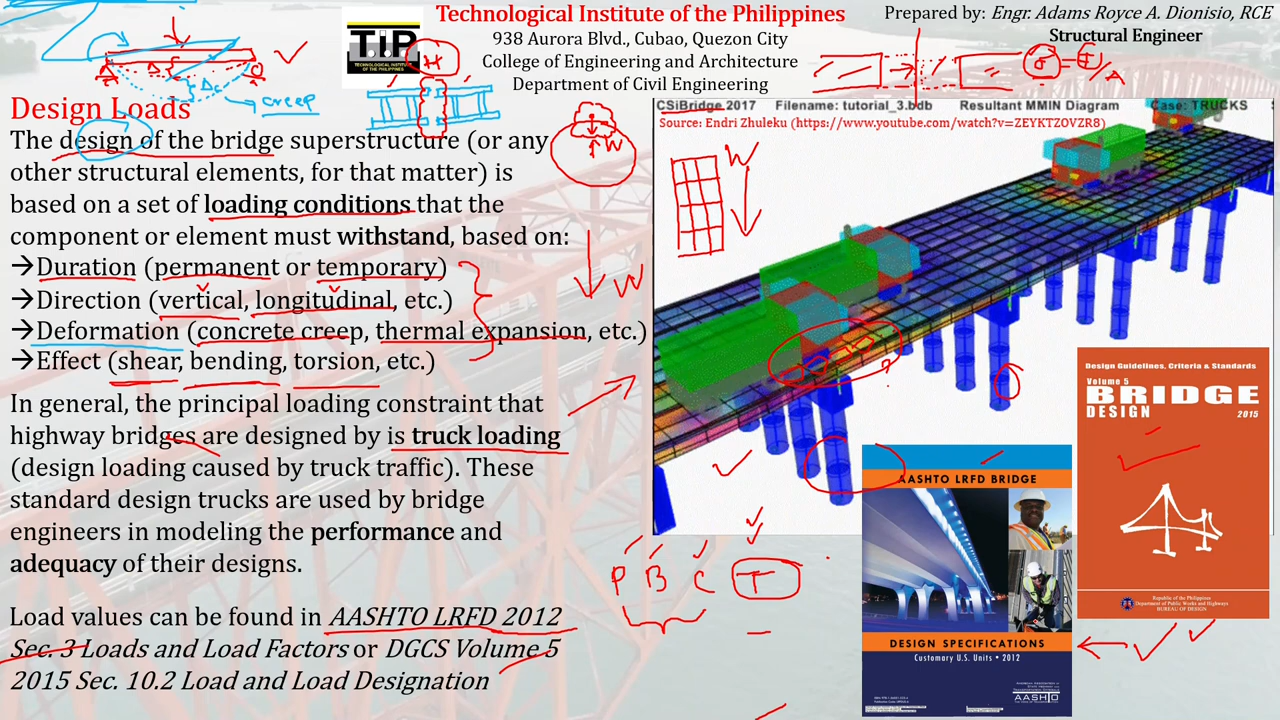 Technological Institute of the Philippines
938 Aurora Blvd., Cubao, Quezon City
College of Engineering and Architecture
Department of Civil Engineering
Prepared by: Engr. Adams Royce A. Dionisio, RCE
Structural Engineer
T.I.P
TECHNOLOGICAL INSTITUTE
OF THE PHILIPPINES
H
creep
W
Design Loads
The design of the bridge superstructure (or any
other structural elements, for that matter) is
based on a set of loading conditions that the
component or element must withstand, based on:
→Duration (permanent or temporary)
→Direction (vertical, longitudinal, etc.)
→Deformation (concrete creep, thermal expansion, etc.)
→Effect (shear, bending, torsion, etc.)
In general, the principal loading constraint that
highway bridges are designed by is truck loading
(design loading caused by truck traffic). These
standard design trucks are used by bridge
engineers in modeling the performance and
adequacy of their designs.
Load values can be found in AASHTO LRFD 2012
Sec. 3 Loads and Load Factors or DGCS Volume 5
2015 Sec. 10.2 Load and Load Designation
W
CSiBridge 2017 Filename: tutorial_3.bdb Resultant MMIN Diagram Case: TRUCKS
Source: Endri Zhuleku (https://www.youtube.com/watch?v=ZEYKTZOVZR8)
W
?
P B C T
AASHTO LRFD BRIDGE
DESIGN SPECIFICATIONS
Customary U.S. Units • 2012
AASHTO
Design Guidelines, Criteria & Standards
Volume 5
BRIDGE
DESIGN 2015
Republic of the Philippines
Department of Public Works and Highways
BUREAU OF DESIGN